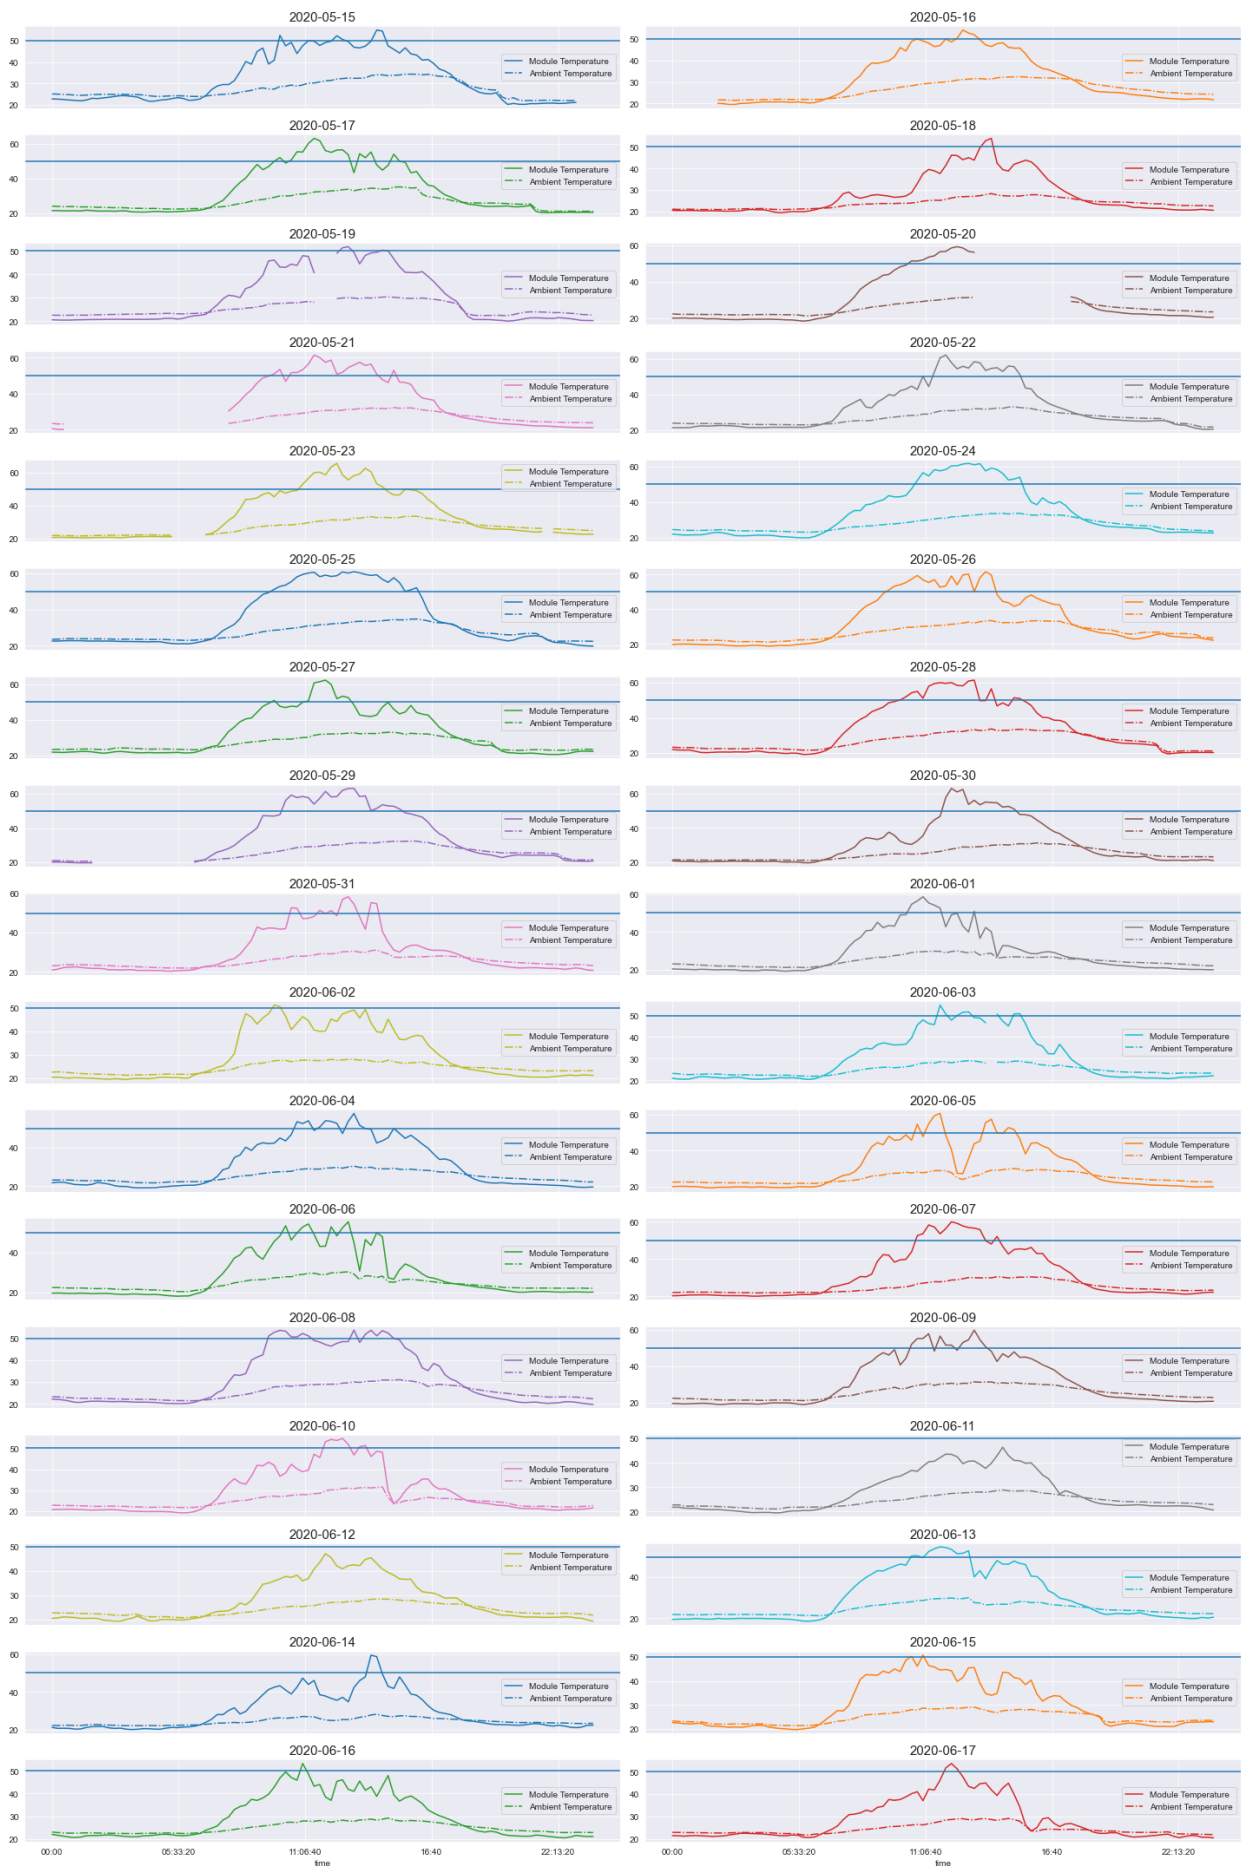 2020-05-15
50
40
30
20
Module Temperature
Ambient Temperature
2020-05-16
50
40
30
20
Module Temperature
Ambient Temperature
2020-05-17
60
40
20
Module Temperature
Ambient Temperature
2020-05-18
50
40
30
20
Module Temperature
Ambient Temperature
2020-05-19
50
40
30
20
Module Temperature
Ambient Temperature
2020-05-20
60
40
20
Module Temperature
Ambient Temperature
2020-05-21
60
40
20
Module Temperature
Ambient Temperature
2020-05-22
60
40
20
Module Temperature
Ambient Temperature
2020-05-23
60
40
20
Module Temperature
Ambient Temperature
2020-05-24
60
40
20
Module Temperature
Ambient Temperature
2020-05-25
60
40
20
Module Temperature
Ambient Temperature
2020-05-26
60
40
20
Module Temperature
Ambient Temperature
2020-05-27
60
40
20
Module Temperature
Ambient Temperature
2020-05-28
60
40
20
Module Temperature
Ambient Temperature
2020-05-29
60
40
20
Module Temperature
Ambient Temperature
2020-05-30
60
40
20
Module Temperature
Ambient Temperature
2020-05-31
60
40
20
Module Temperature
Ambient Temperature
2020-06-01
60
40
20
Module Temperature
Ambient Temperature
2020-06-02
50
40
30
20
Module Temperature
Ambient Temperature
2020-06-03
50
40
30
20
Module Temperature
Ambient Temperature
2020-06-04
40
20
Module Temperature
Ambient Temperature
2020-06-05
60
40
20
Module Temperature
Ambient Temperature
2020-06-06
40
20
Module Temperature
Ambient Temperature
2020-06-07
60
40
20
Module Temperature
Ambient Temperature
2020-06-08
50
40
30
20
Module Temperature
Ambient Temperature
2020-06-09
60
40
20
Module Temperature
Ambient Temperature
2020-06-10
50
40
30
20
Module Temperature
Ambient Temperature
2020-06-11
50
40
30
20
Module Temperature
Ambient Temperature
2020-06-12
50
40
30
20
Module Temperature
Ambient Temperature
2020-06-13
40
20
Module Temperature
Ambient Temperature
2020-06-14
60
40
20
Module Temperature
Ambient Temperature
2020-06-15
50
40
30
20
Module Temperature
Ambient Temperature
2020-06-16
50
40
30
20
Module Temperature
Ambient Temperature
00:00 05:33:20 11:06:40 16:40 22:13:20
time
2020-06-17
50
40
30
20
Module Temperature
Ambient Temperature
00:00 05:33:20 11:06:40 16:40 22:13:20
time